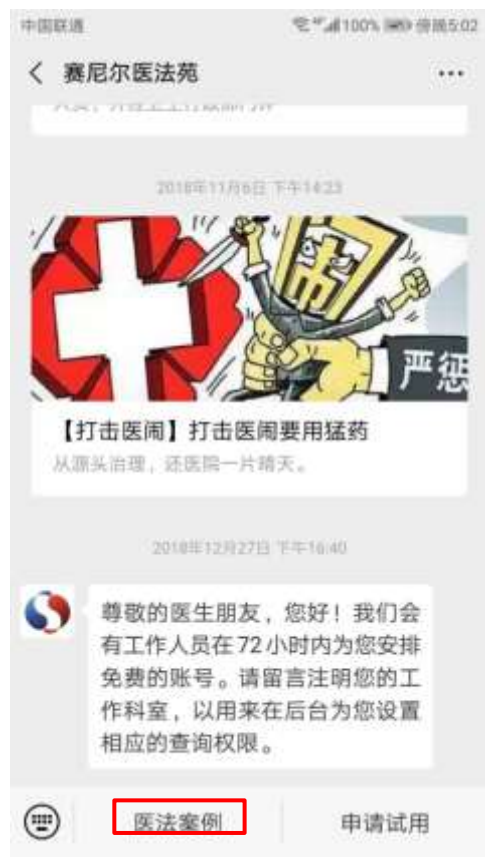 中国联通
100%
傍晚5:02
赛尼尔医法苑
2018年11月6日 下午14:23
闹
严惩
【打击医闹】打击医闹要用猛药
从源头治理，还医院一片晴天。
2018年12月27日 下午16:40
尊敬的医生朋友，您好！我们会
有工作人员在72小时内为您安排
免费的账号。请留言注明您的工
作科室，以用来在后台为您设置
相应的查询权限。
医法案例
申请试用